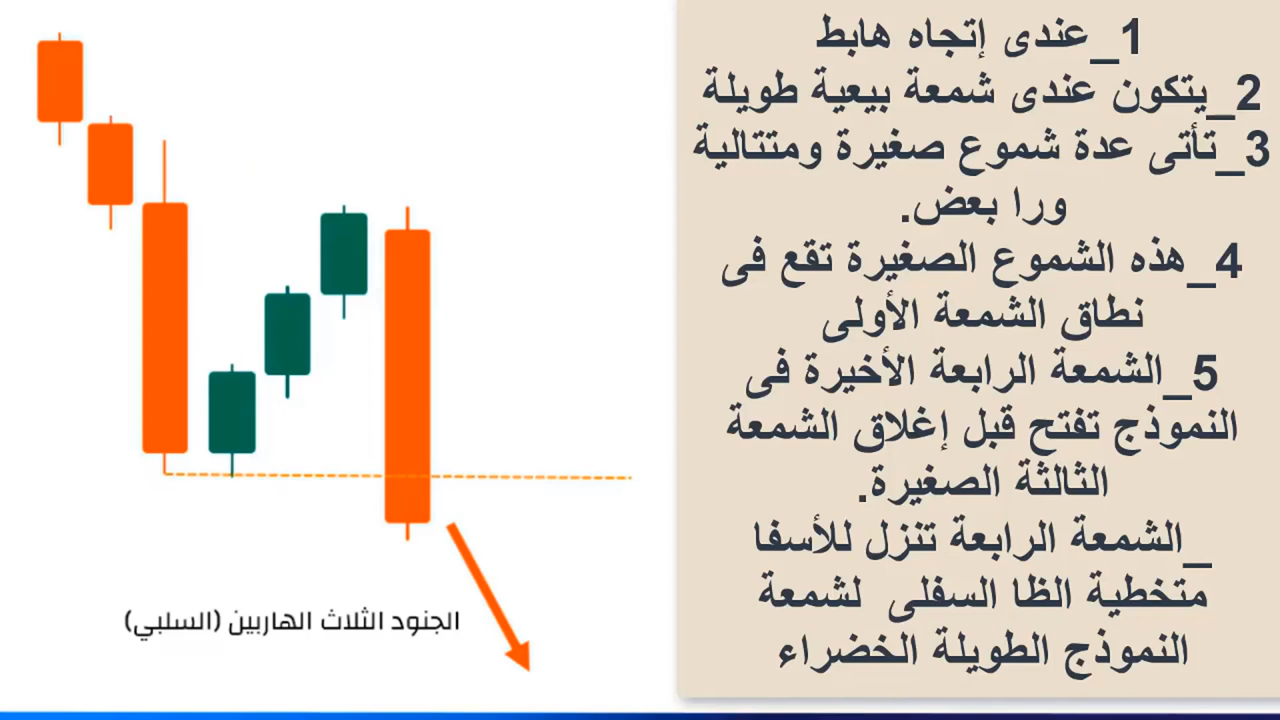 1_عندى إتجاه هابط
2_يتكون عندى شمعة بيعية طويلة
3_تأتى عدة شموع صغيرة ومتتالية
ورا بعض.
4_هذه الشموع الصغيرة تقع فى
نطاق الشمعة الأولى
5_الشمعة الرابعة الأخيرة فى
النموذج تفتح قبل إغلاق الشمعة
الثالثة الصغيرة.
_الشمعة الرابعة تنزل للأسفا
متخطية الظا السفلى لشمعة
النموذج الطويلة الخضراء
الجنود الثلاث الهاربين (السلبي)